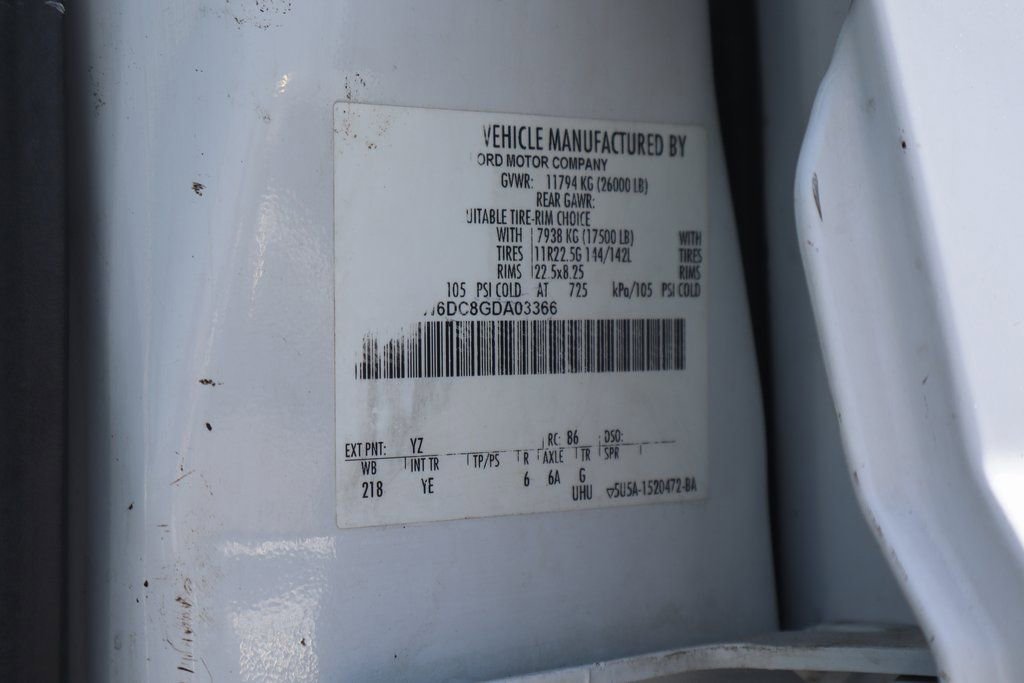 VEHICLE MANUFACTURED BY
ORD MOTOR COMPANY
GVWR: 11794 KG (26000 LB)
REAR GAWR:
UITABLE TIRE-RIM CHOICE
WITH 7938 KG (17500 LB) WITH
TIRES 11R22.5G 144/142L TIRES
RIMS 22.5x8.25 RIMS
105 PSI COLD AT 725 kPa/105 PSI COLD
6DC8GDA03366
EXT PNT: YZ RC: 86 DSO:
WB INT TR TP/PS R AXLE TR SPR
218 YE 6 6A G
UHU ▽5U5A-1520472-BA